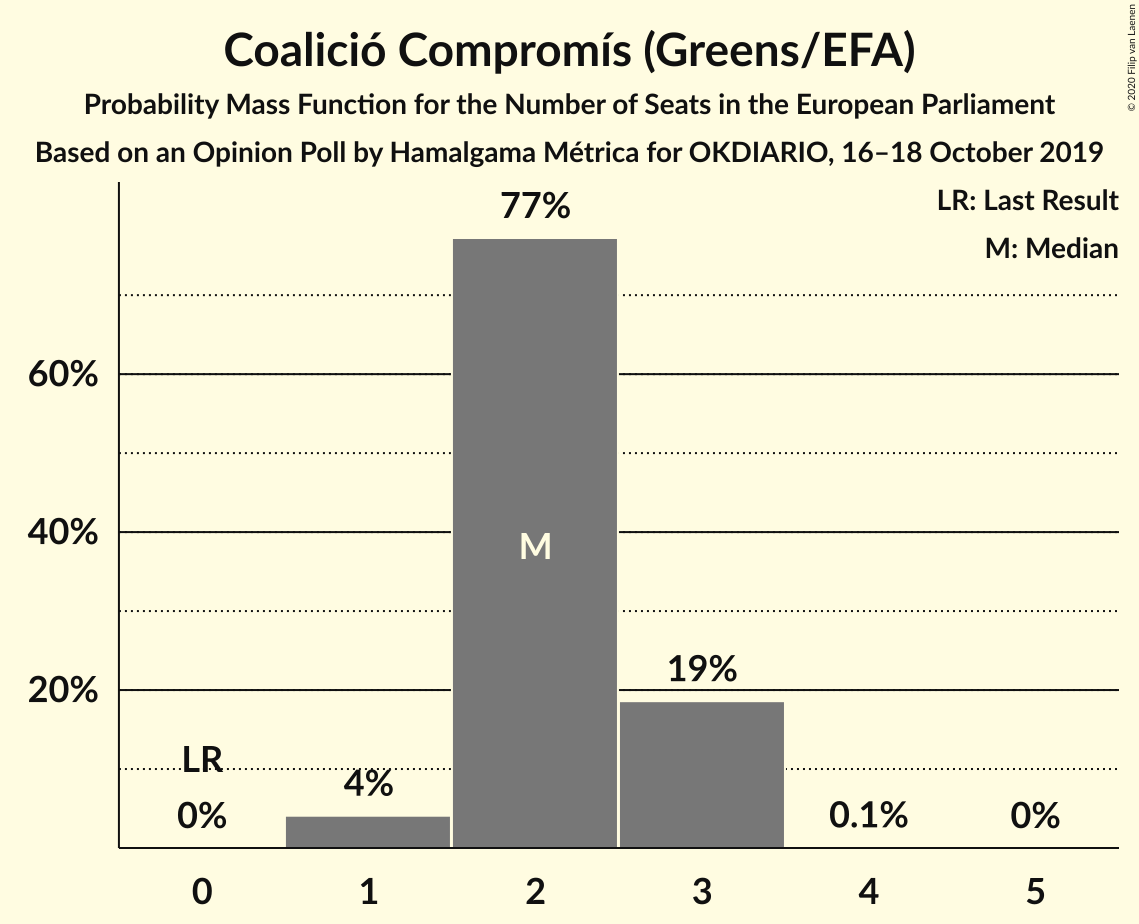 Coalició Compromís (Greens/EFA)
Probability Mass Function for the Number of Seats in the European Parliament
Based on an Opinion Poll by Hamalgama Métrica for OKDIARIO, 16–18 October 2019
© 2020 Filip van Laenen
LR: Last Result
M: Median
77%
60%
40%
M
19%
20%
LR
4%
0%
0.1%
0%
0 1 2 3 4 5